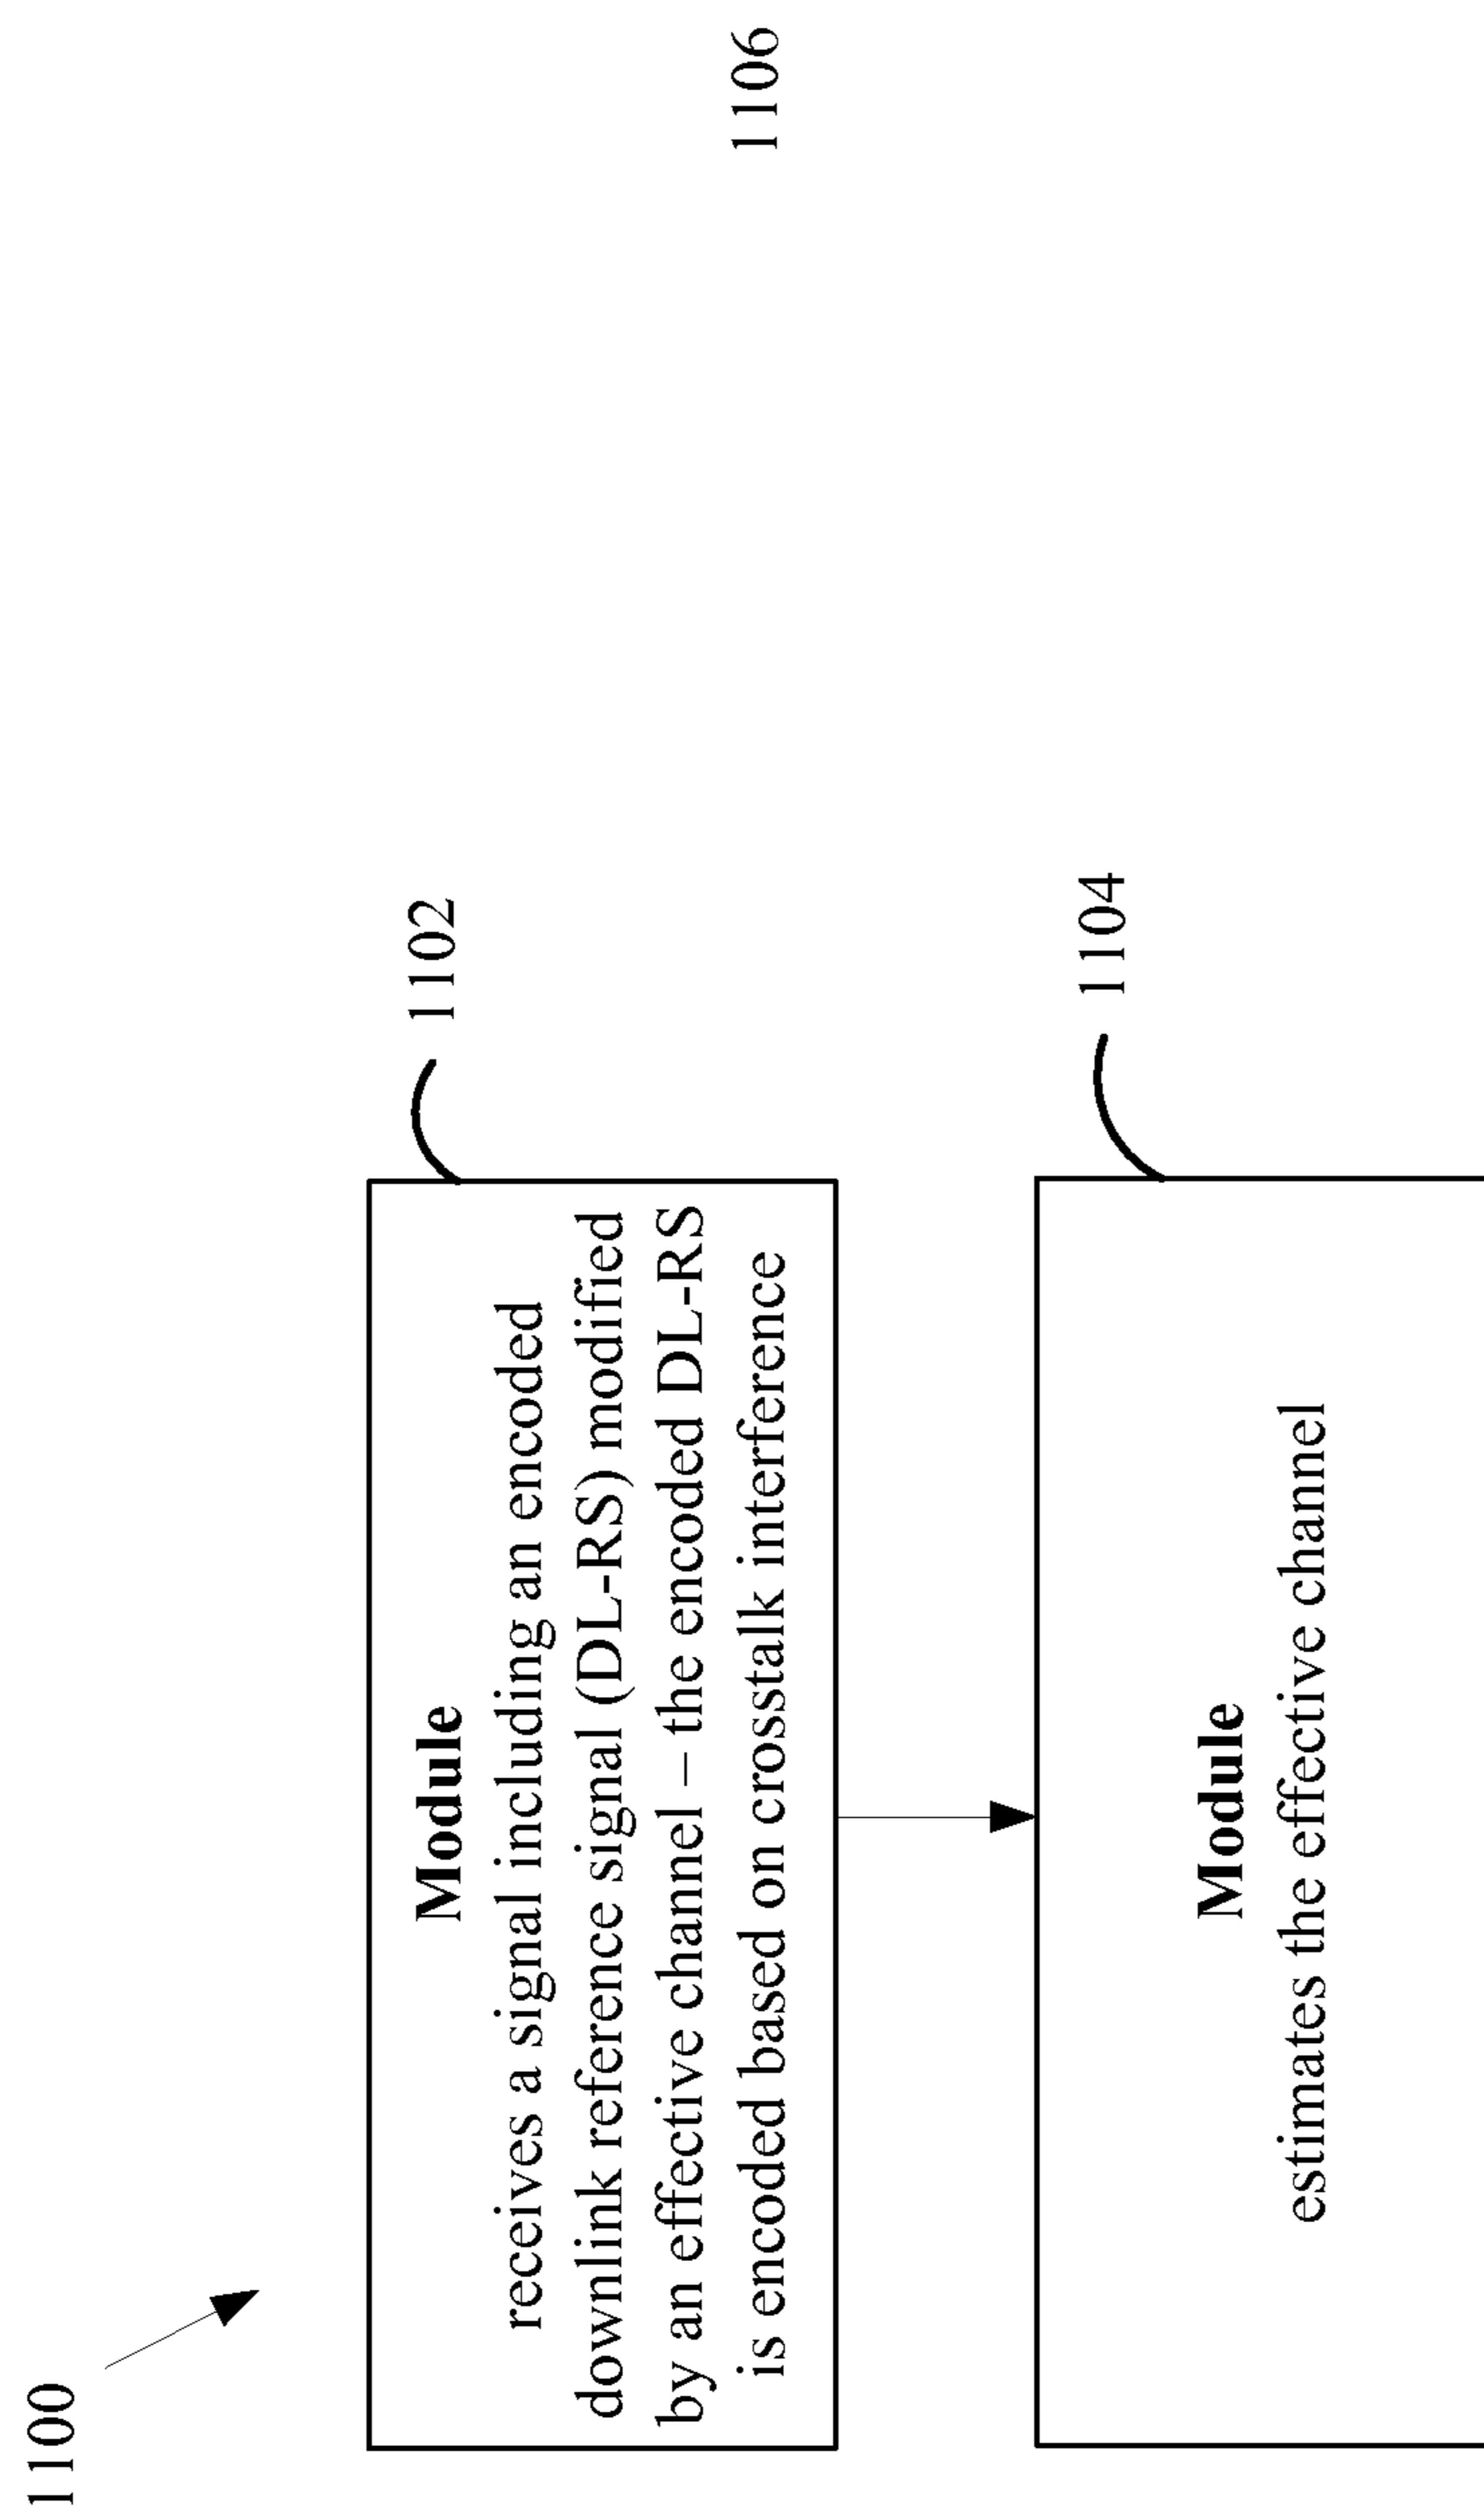 1100
1102
Module
receives a signal including an encoded
downlink reference signal (DL-RS) modified
by an effective channel – the encoded DL-RS
is encoded based on crosstalk interference
1106
1104
Module
estimates the effective channel